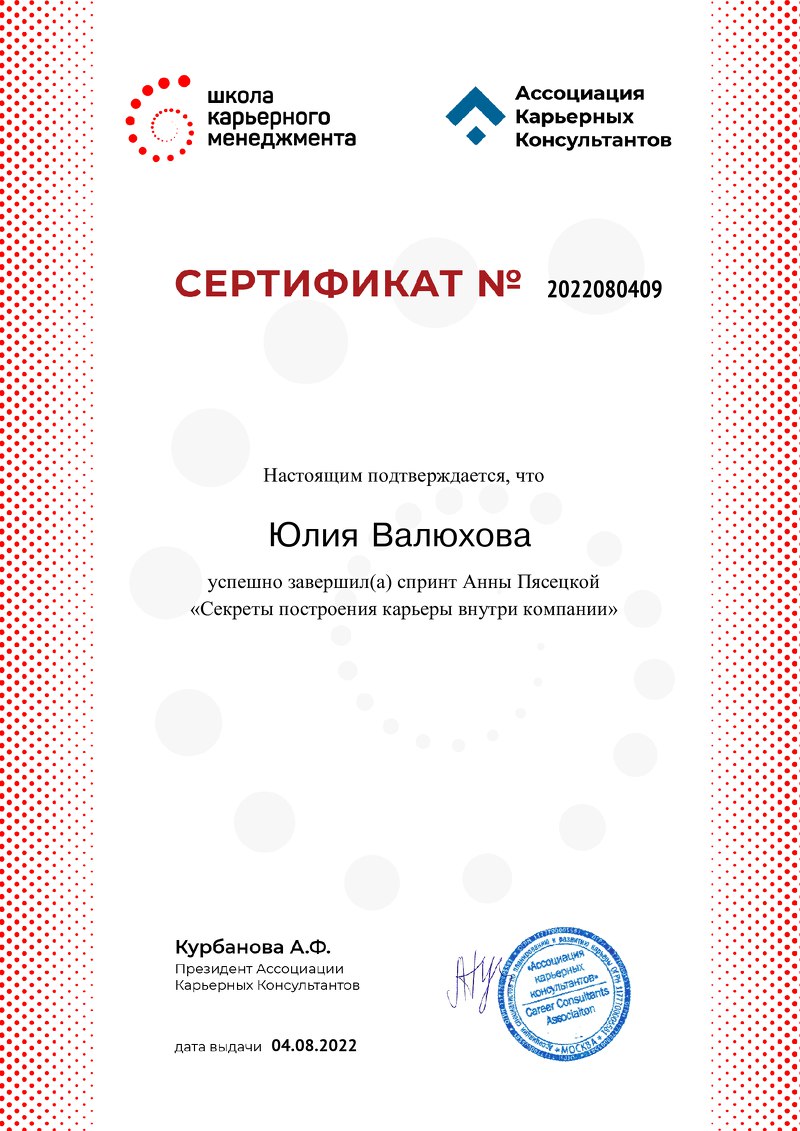 школа
карьерного
менеджмента
Ассоциация
Карьерных
Консультантов
СЕРТИФИКАТ № 2022080409
Настоящим подтверждается, что
Юлия Валюхова
успешно завершил(а) спринт Анны Пясецкой
«Секреты построения карьеры внутри компании»
Курбанова А.Ф.
Президент Ассоциации
Карьерных Консультантов
«Ассоциация
карьерных
консультантов»
Career Consultants
Associaiton
МОСКВА
дата выдачи 04.08.2022